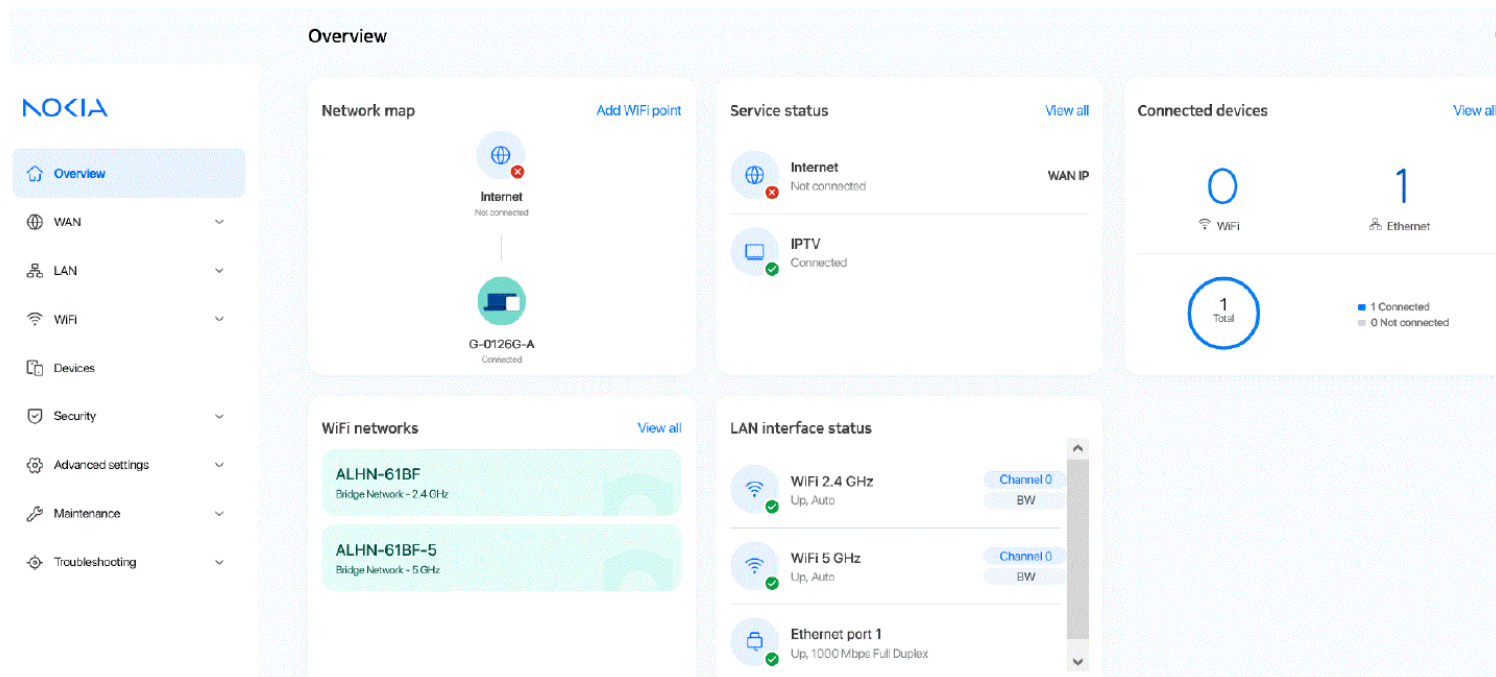 Overview
NOKIA
Overview
WAN
LAN
WiFi
Devices
Security
Advanced settings
Maintenance
Troubleshooting
Network map
Add WiFi point
Internet
Not connected
G-0126G-A
Connected
Service status
View all
Internet
Not connected
WAN IP
IPTV
Connected
Connected devices
View all
0
WiFi
1
Ethernet
1
Total
1 Connected
0 Not connected
WiFi networks
View all
ALHN-61BF
Bridge Network - 2.4 GHz
ALHN-61BF-5
Bridge Network - 5 GHz
LAN interface status
WiFi 2.4 GHz
Up, Auto
Channel 0
BW
WiFi 5 GHz
Up, Auto
Channel 0
BW
Ethernet port 1
Up, 1000 Mbps Full Duplex